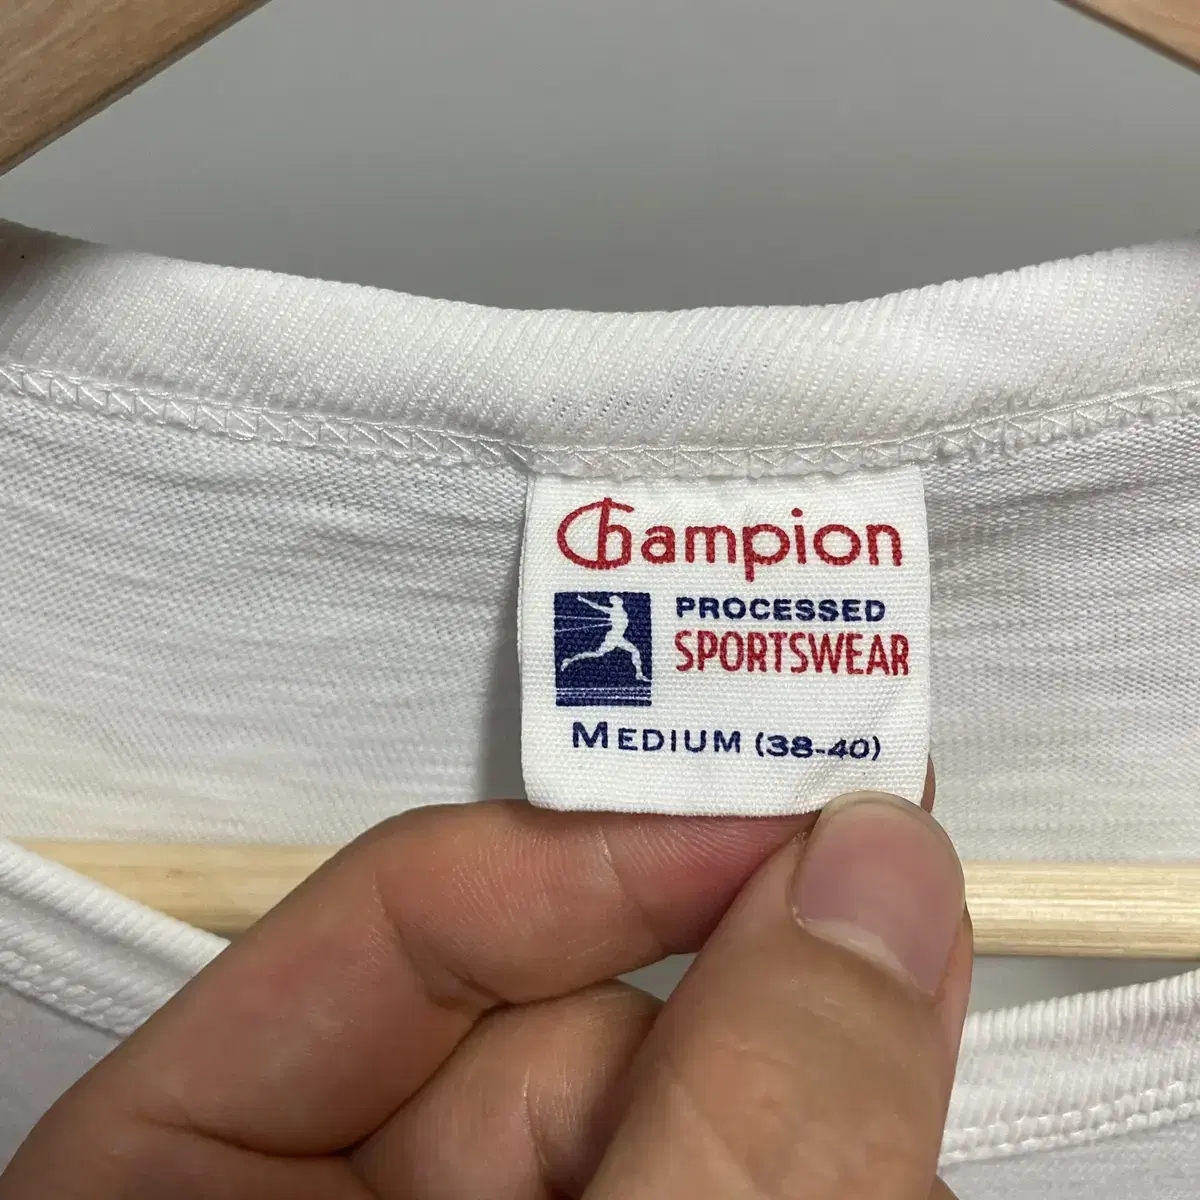 Champion
PROCESSED
SPORTSWEAR
MEDIUM (38-40)